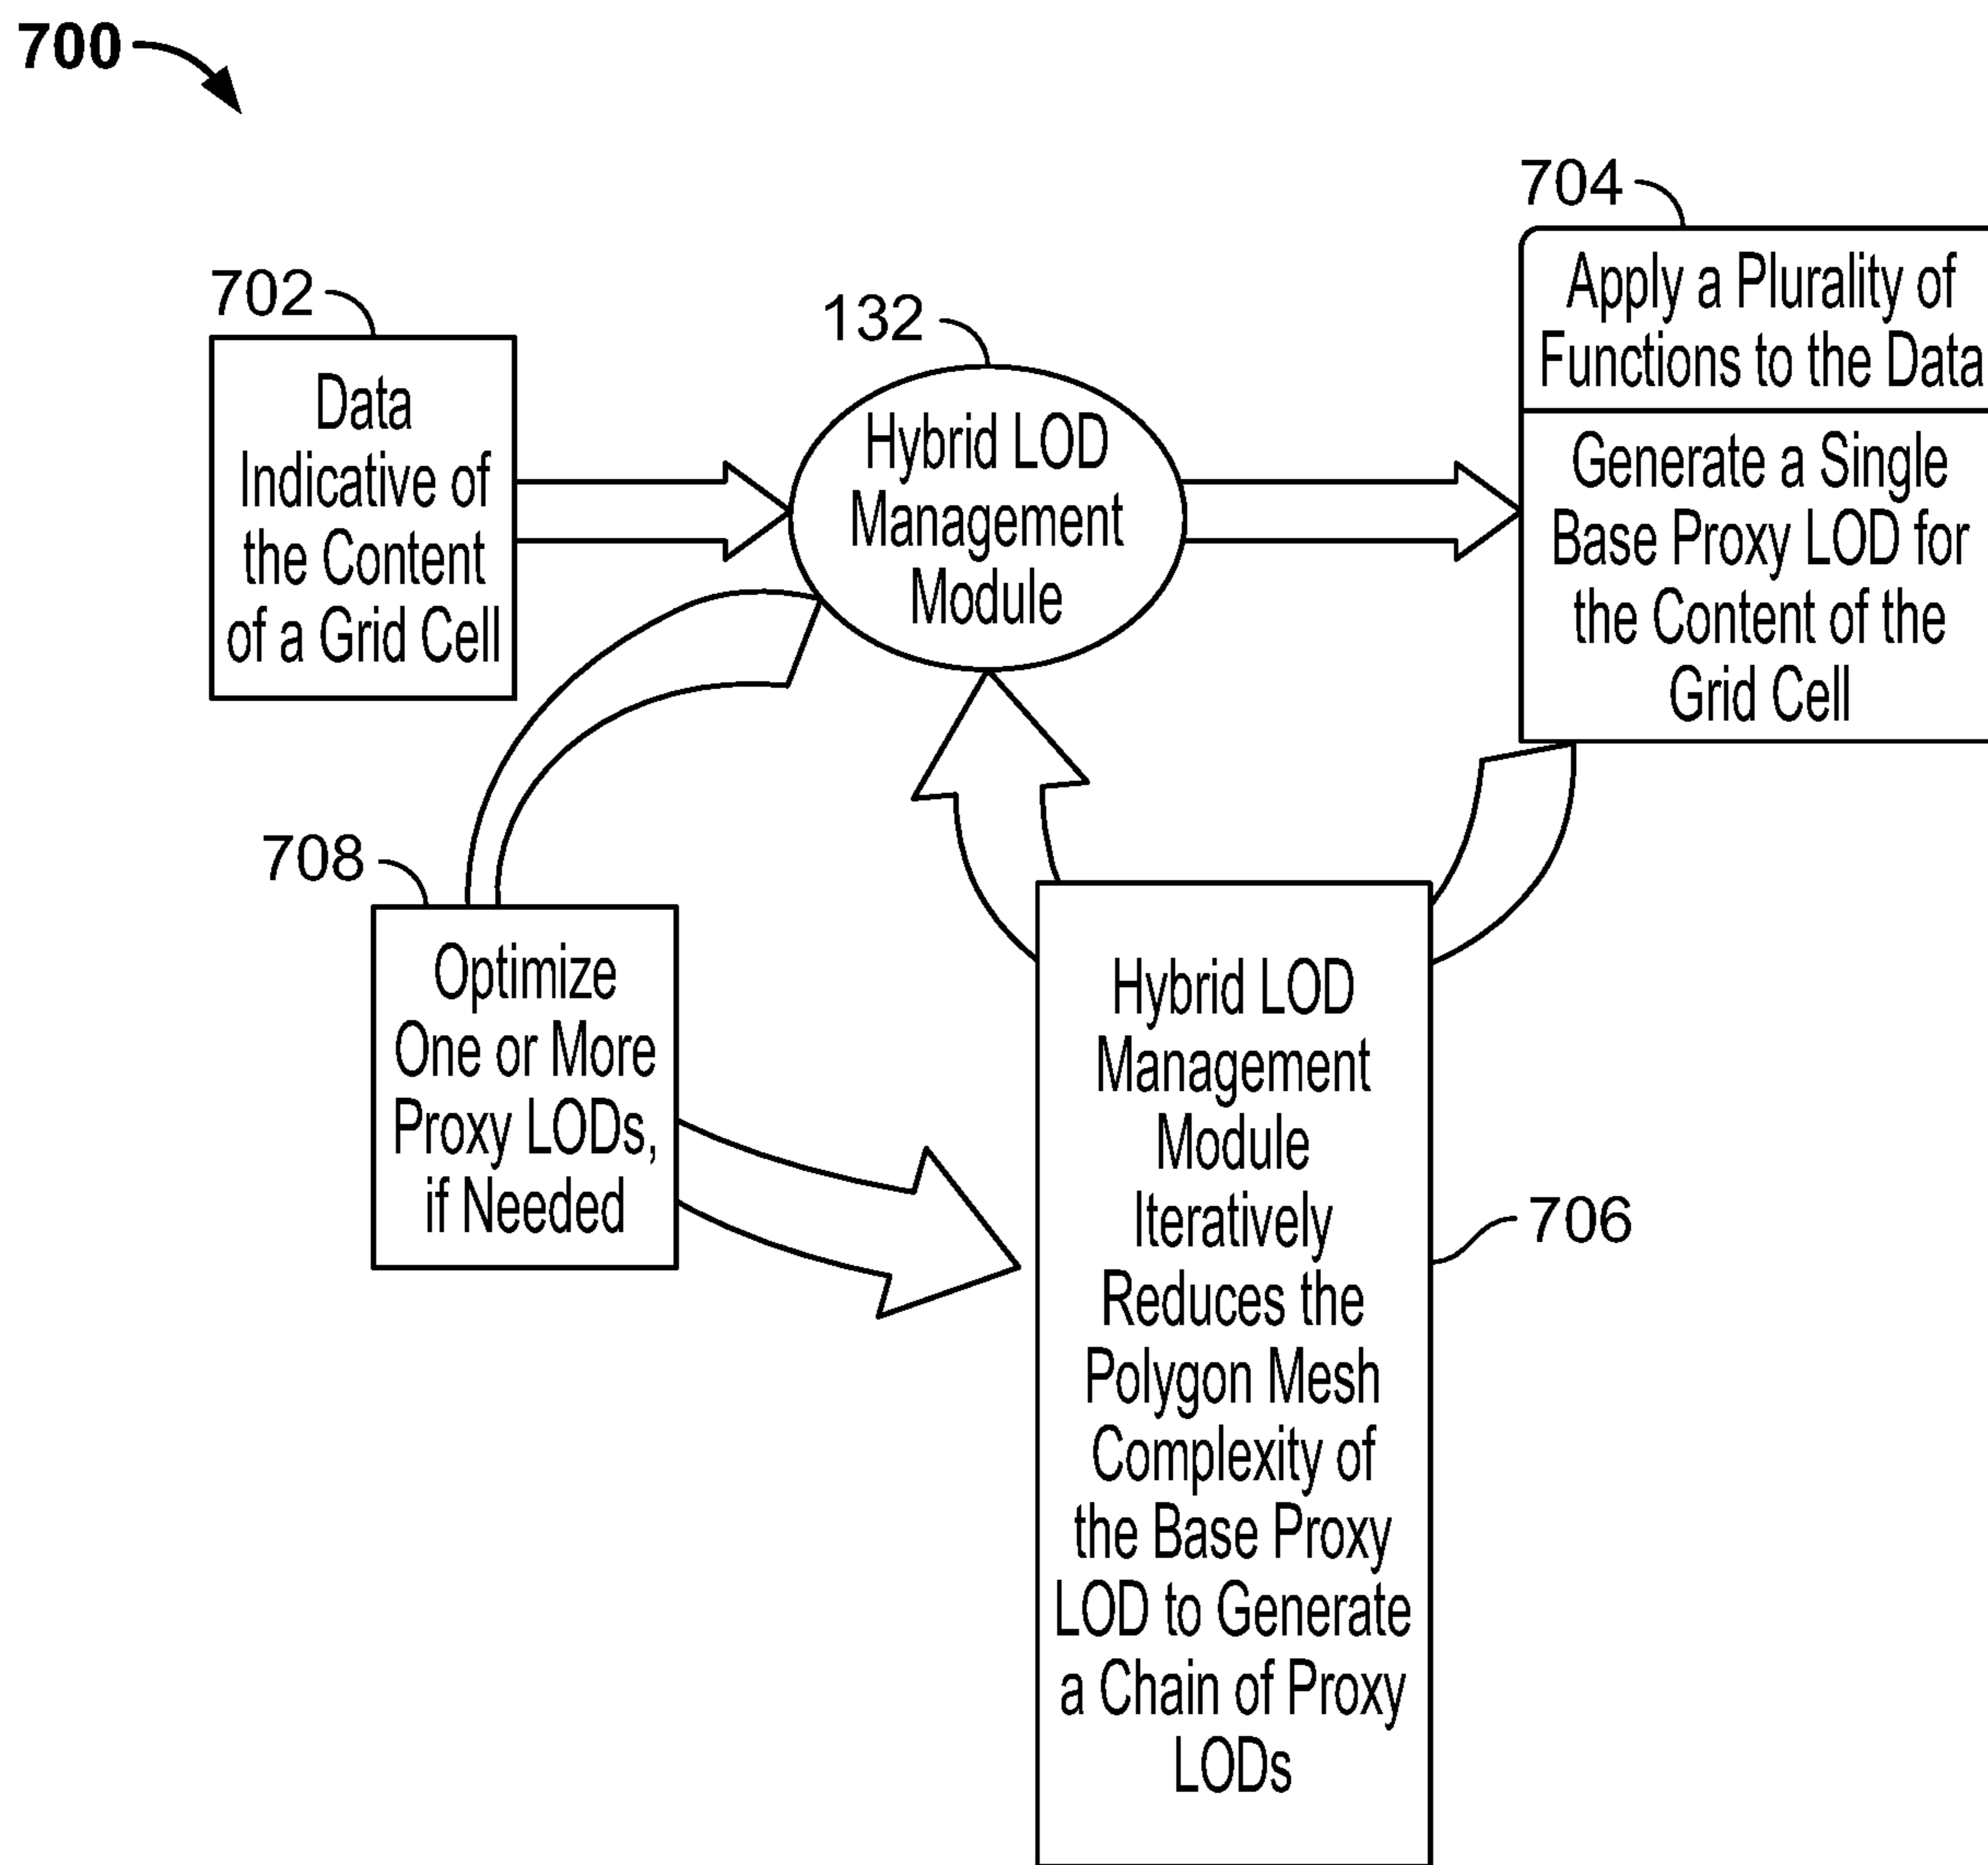 700
704
Apply a Plurality of
Functions to the Data
Generate a Single
Base Proxy LOD for
the Content of the
Grid Cell
702
Data
Indicative of
the Content
of a Grid Cell
132
Hybrid LOD
Management
Module
708
Optimize
One or More
Proxy LODs,
if Needed
Hybrid LOD
Management
Module
Iteratively
Reduces the
Polygon Mesh
Complexity of
the Base Proxy
LOD to Generate
a Chain of Proxy
LODs
706